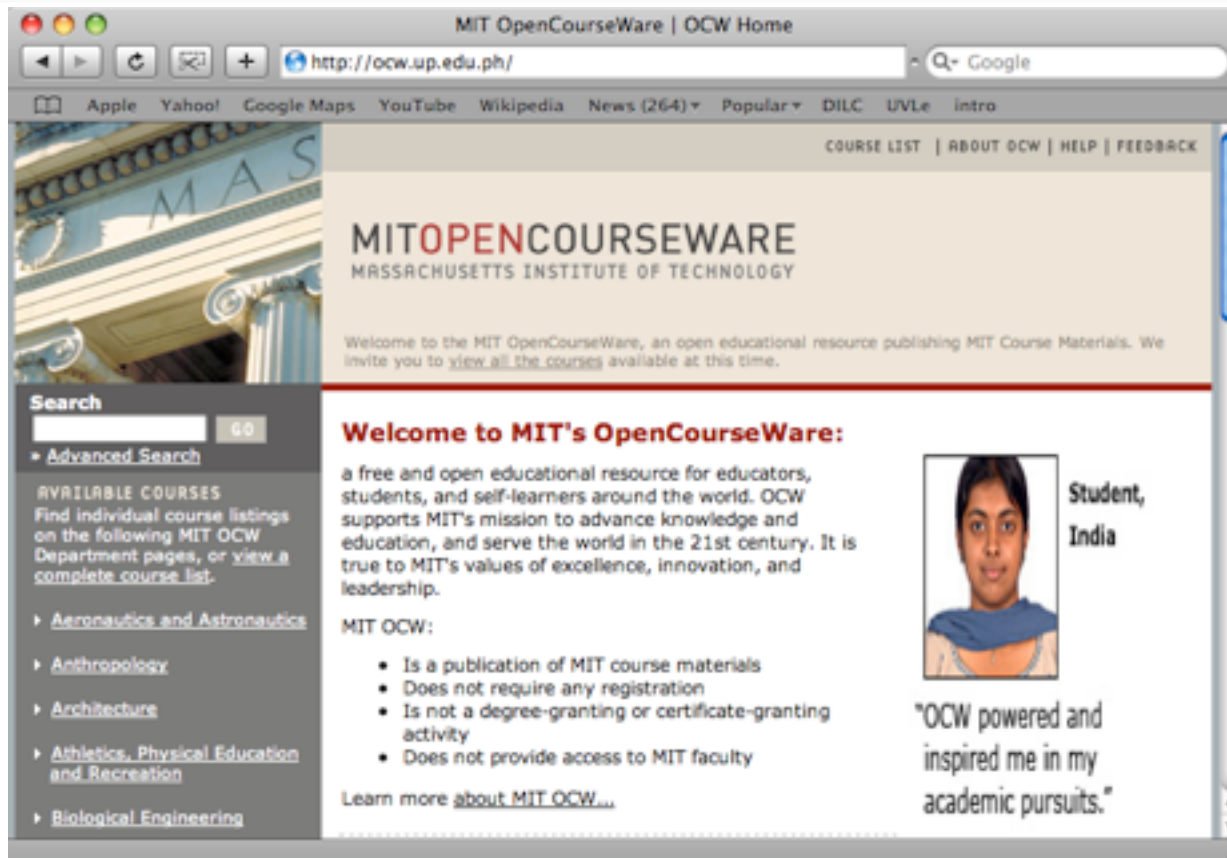 MIT OpenCourseWare | OCW Home
http://ocw.up.edu.ph/
Google
Apple Yahoo! Google Maps YouTube Wikipedia News (264) Popular DILC UVLe intro
MAS
COURSE LIST | ABOUT OCW | HELP | FEEDBACK
MITOPENCOURSEWARE
MASSACHUSETTS INSTITUTE OF TECHNOLOGY
Welcome to the MIT OpenCourseWare, an open educational resource publishing MIT Course Materials. We
invite you to view all the courses available at this time.
Search
GO
» Advanced Search
AVAILABLE COURSES
Find individual course listings
on the following MIT OCW
Department pages, or view a
complete course list.
Aeronautics and Astronautics
Anthropology
Architecture
Athletics, Physical Education
and Recreation
Biological Engineering
Welcome to MIT's OpenCourseWare:
a free and open educational resource for educators,
students, and self-learners around the world. OCW
supports MIT's mission to advance knowledge and
education, and serve the world in the 21st century. It is
true to MIT's values of excellence, innovation, and
leadership.
MIT OCW:
• Is a publication of MIT course materials
• Does not require any registration
• Is not a degree-granting or certificate-granting
activity
• Does not provide access to MIT faculty
Learn more about MIT OCW...
Student,
India
"OCW powered and
inspired me in my
academic pursuits."